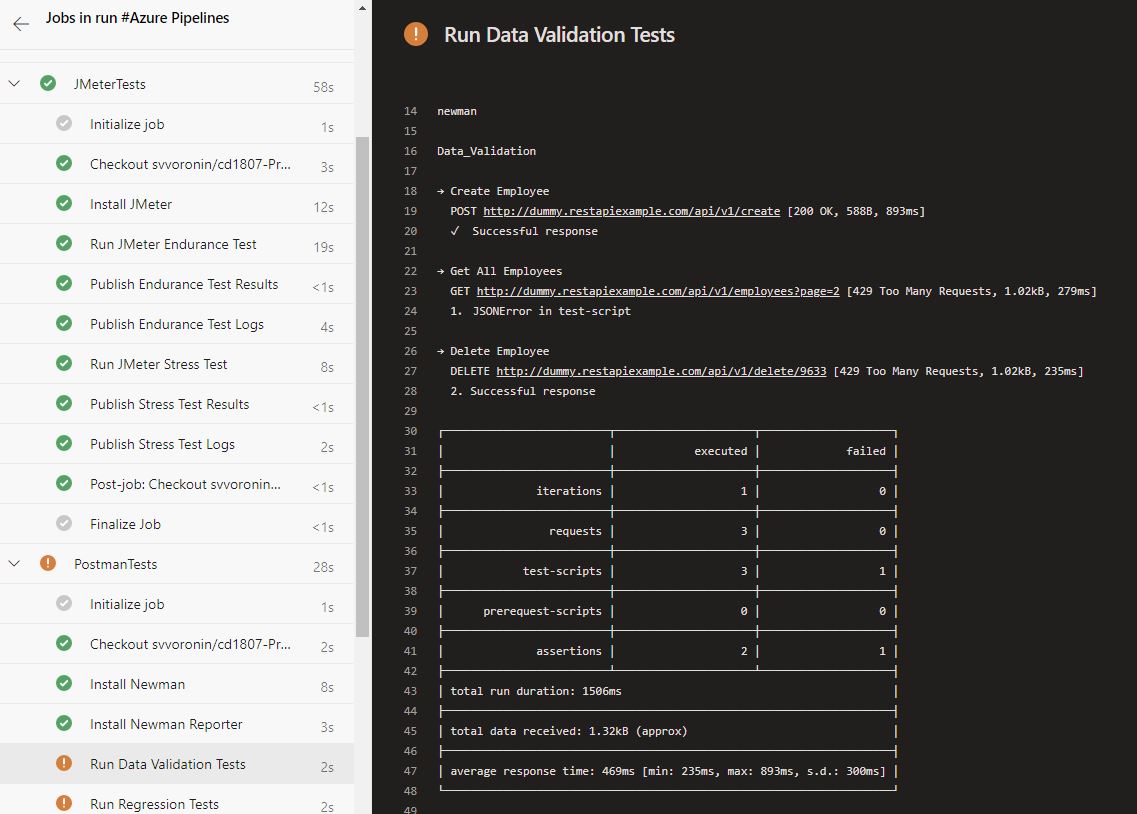 Jobs in run #Azure Pipelines
JMeterTests 58s
Initialize job 1s
Checkout svvoronin/cd1807-Pr... 3s
Install JMeter 12s
Run JMeter Endurance Test 19s
Publish Endurance Test Results <1s
Publish Endurance Test Logs 4s
Run JMeter Stress Test 8s
Publish Stress Test Results <1s
Publish Stress Test Logs 2s
Post-job: Checkout svvoronin... <1s
Finalize Job <1s
PostmanTests 28s
Initialize job 1s
Checkout svvoronin/cd1807-Pr... 2s
Install Newman 8s
Install Newman Reporter 3s
Run Data Validation Tests 2s
Run Regression Tests 2s
Run Data Validation Tests
14 newman
15
16 Data_Validation
17
18 → Create Employee
19 POST http://dummy.restapiexample.com/api/v1/create [200 OK, 588B, 893ms]
20 ✓ Successful response
21
22 → Get All Employees
23 GET http://dummy.restapiexample.com/api/v1/employees?page=2 [429 Too Many Requests, 1.02kB, 279ms]
24 1. JSONError in test-script
25
26 → Delete Employee
27 DELETE http://dummy.restapiexample.com/api/v1/delete/9633 [429 Too Many Requests, 1.02kB, 235ms]
28 2. Successful response
29
30
31 executed failed
32
33 iterations 1 0
34
35 requests 3 0
36
37 test-scripts 3 1
38
39 prerequest-scripts 0 0
40
41 assertions 2 1
42
43 total run duration: 1506ms
44
45 total data received: 1.32kB (approx)
46
47 average response time: 469ms [min: 235ms, max: 893ms, s.d.: 300ms]
48
49